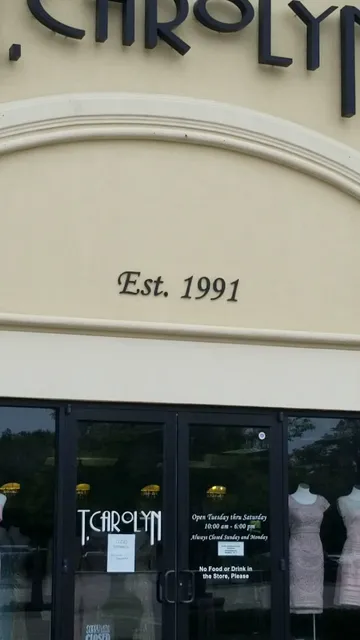 T. CAROLYN
Est. 1991
T. CAROLYN
Open Tuesday thru Saturday
10:00 am - 6:00 pm
Always Closed Sunday and Monday
No Food or Drink in
the Store, Please
CLOSED